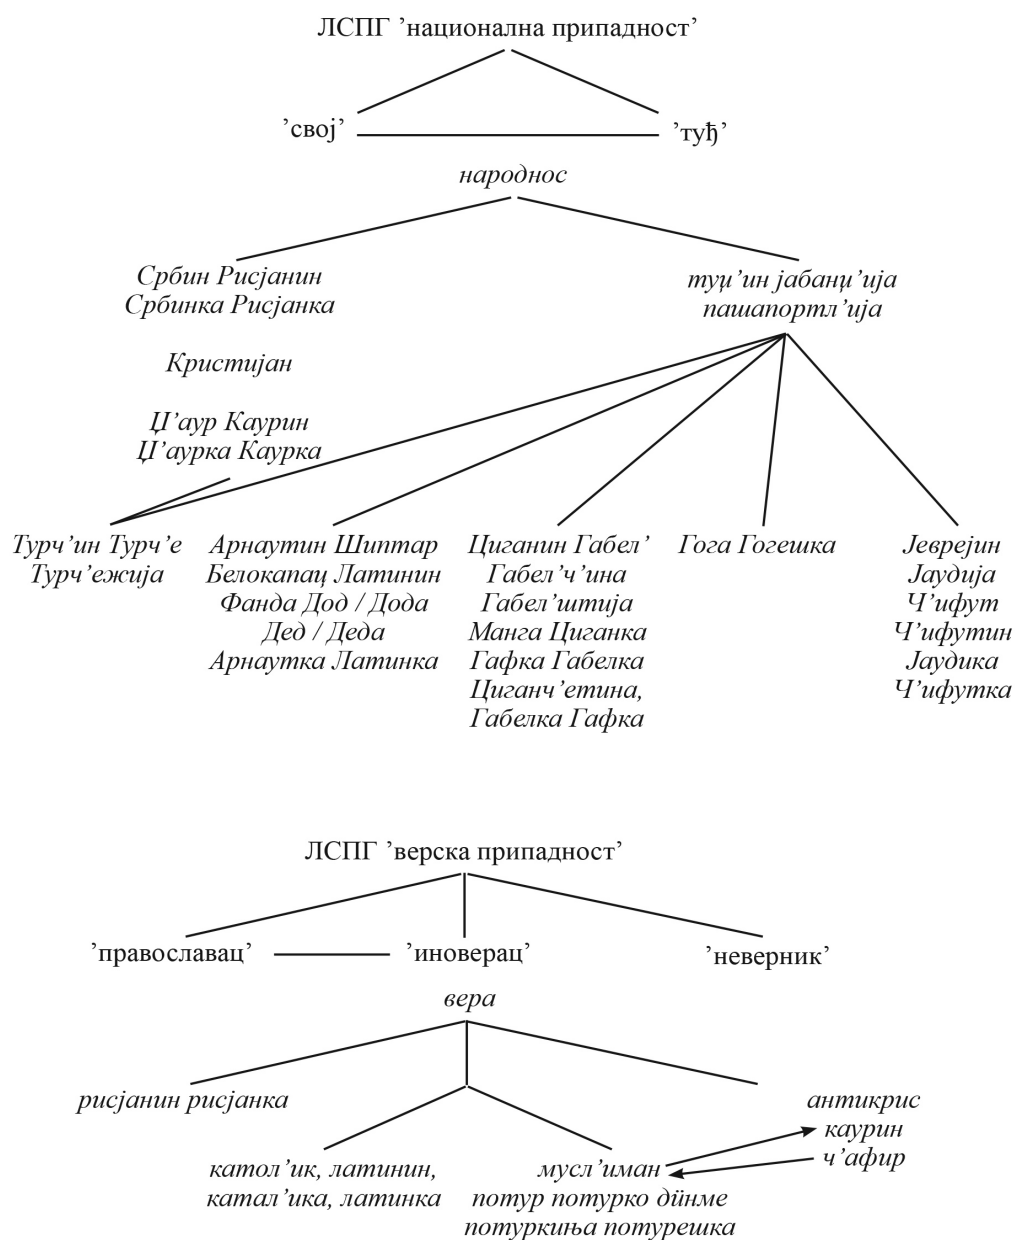 ЛСПГ ’национална припадност’
’свој’ ’туђ’
народнос
Србин Рисјанин
Србинка Рисјанка
Кристијан
Џ’аур Каурин
Џ’аурка Каурка
туџ’ин јабанџ’ија
пашапортл’ија
Турч’ин Турч’е
Турч’ежија
Арнаутин Шиптар
Белокапац Латинин
Фанда Дод / Дода
Дед / Деда
Арнаутка Латинка
Циганин Габел’
Габел’ч’ина
Габел’штија
Манга Циганка
Гафка Габелка
Циганч’етина,
Габелка Гафка
Гога Гогешка
Јеврејин
Јаудија
Ч’ифут
Ч’ифутин
Јаудика
Ч’ифутка
ЛСПГ ’верска припадност’
’православац’ ’иноверац’ ’неверник’
вера
рисјанин рисјанка
катол’ик, латинин,
катал’ика, латинка
мусл’иман
потур потурко дӥнме
потуркиња потурешка
антикрис
каурин
ч’афир